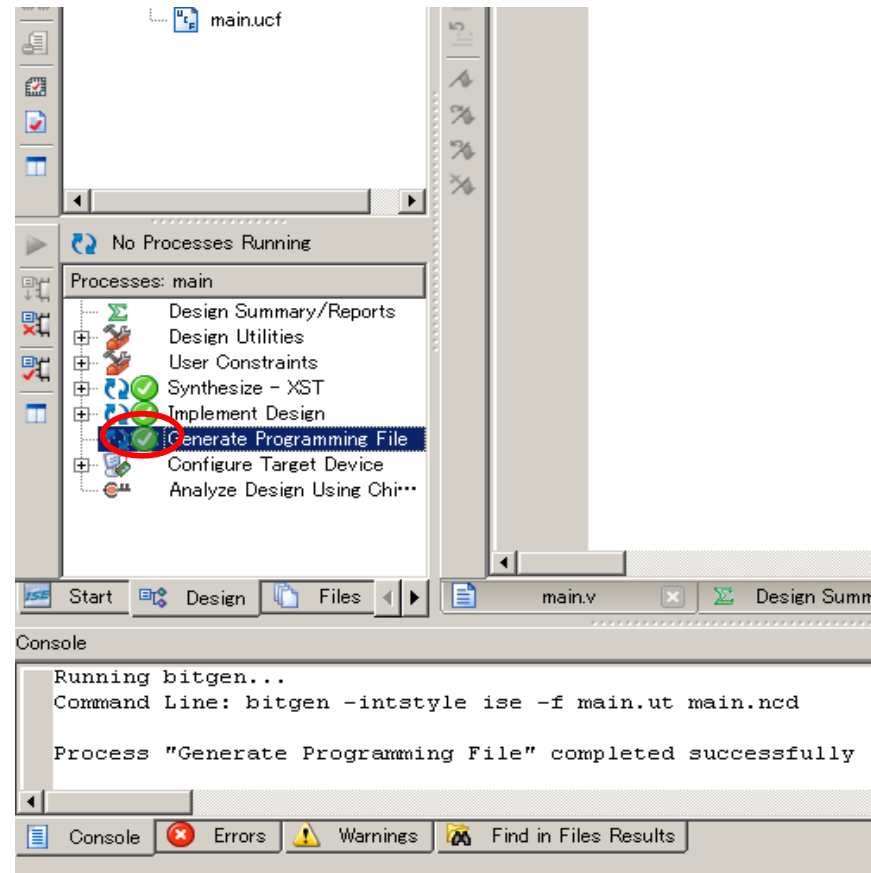 main.ucf
No Processes Running
Processes: main
Design Summary/Reports
Design Utilities
User Constraints
Synthesize - XST
Implement Design
Generate Programming File
Configure Target Device
Analyze Design Using Chi…
ISE Start Design Files
main.v Design Summ
Console
Running bitgen...
Command Line: bitgen -intstyle ise -f main.ut main.ncd
Process "Generate Programming File" completed successfully
Console Errors Warnings Find in Files Results